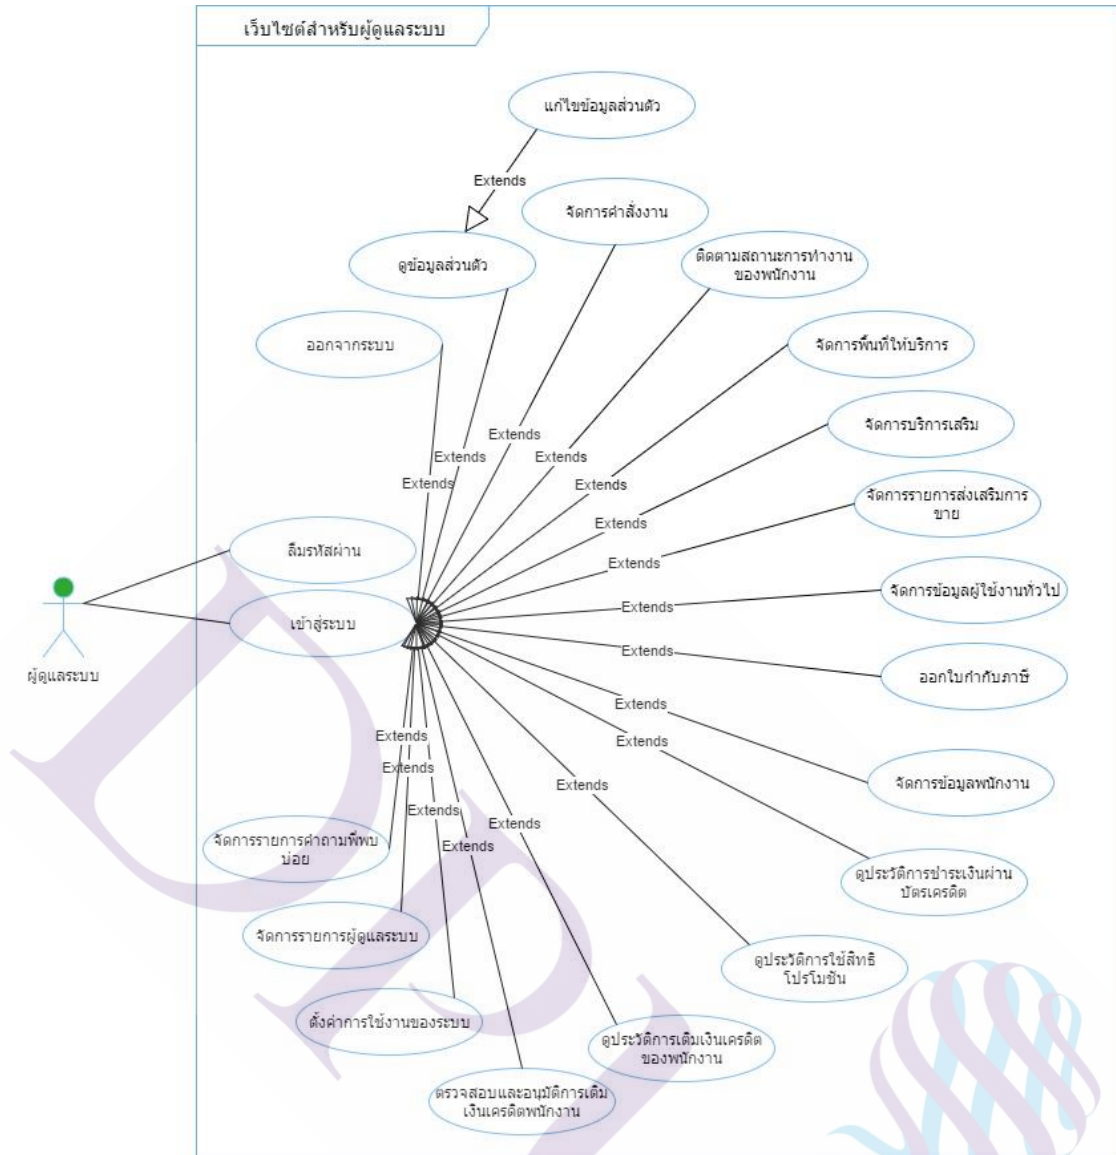 เว็บไซต์สำหรับผู้ดูแลระบบ
แก้ไขข้อมูลส่วนตัว
Extends
จัดการคำสั่งงาน
ดูข้อมูลส่วนตัว
ติดตามสถานะการทำงาน
ของพนักงาน
ออกจากระบบ
จัดการพื้นที่ให้บริการ
จัดการบริการเสริม
Extends
Extends
Extends
Extends
Extends
จัดการรายการส่งเสริมการ
ขาย
Extends
ลืมรหัสผ่าน
Extends
จัดการข้อมูลผู้ใช้งานทั่วไป
Extends
เข้าสู่ระบบ
Extends
ผู้ดูแลระบบ
ออกใบกำกับภาษี
Extends
Extends
Extends
Extends
จัดการข้อมูลพนักงาน
Extends
Extends
Extends
Extends
Extends
จัดการรายการคำถามพี่พบ
บ่อย
ดูประวัติการชำระเงินผ่าน
บัตรเครดิต
จัดการรายการผู้ดูแลระบบ
ดูประวัติการใช้สิทธิ
โปรโมชัน
ตั้งค่าการใช้งานของระบบ
ดูประวัติการเติมเงินเครดิต
ของพนักงาน
ตรวจสอบและอนุมัติการเติม
เงินเครดิตพนักงาน